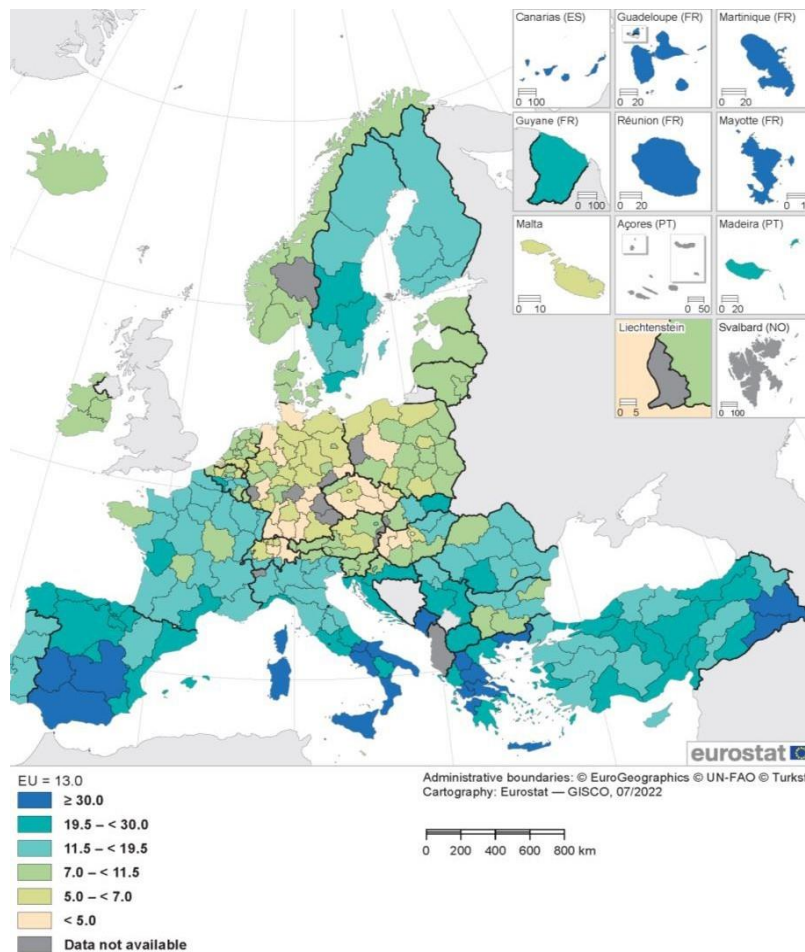 Canarias (ES)
0 100
Guadeloupe (FR)
0 20
Martinique (FR)
0 20
Guyane (FR)
0 100
Réunion (FR)
0 20
Mayotte (FR)
0 1
Malta
0 10
Açores (PT)
0 50
Madeira (PT)
0 20
Liechtenstein
0 5
Svalbard (NO)
0 100
eurostat
EU = 13.0
≥ 30.0
19.5 – < 30.0
11.5 – < 19.5
7.0 – < 11.5
5.0 – < 7.0
< 5.0
Data not available
Administrative boundaries: © EuroGeographics © UN-FAO © Turks
Cartography: Eurostat — GISCO, 07/2022
0 200 400 600 800 km